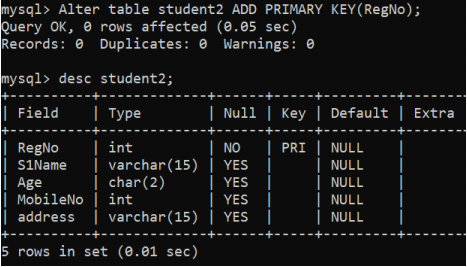 mysql> Alter table student2 ADD PRIMARY KEY(RegNo);
Query OK, 0 rows affected (0.05 sec)
Records: 0  Duplicates: 0  Warnings: 0

mysql> desc student2;
+----------+-------------+------+-----+---------+-------
| Field    | Type        | Null | Key | Default | Extra
+----------+-------------+------+-----+---------+-------
| RegNo    | int         | NO   | PRI | NULL    |
| S1Name   | varchar(15) | YES  |     | NULL    |
| Age      | char(2)     | YES  |     | NULL    |
| MobileNo | int         | YES  |     | NULL    |
| address  | varchar(15) | YES  |     | NULL    |
+----------+-------------+------+-----+---------+-------
5 rows in set (0.01 sec)